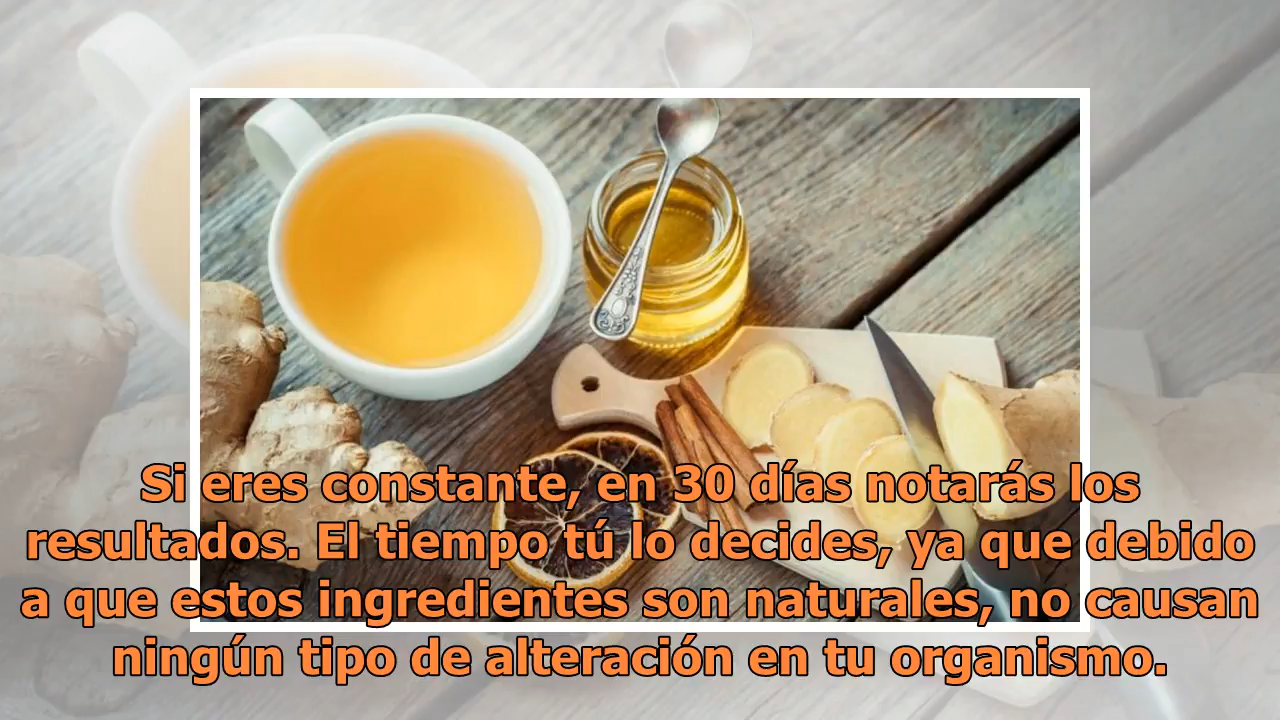 Si eres constante, en 30 días notarás los
resultados. El tiempo tú lo decides, ya que debido
a que estos ingredientes son naturales, no causan
ningún tipo de alteración en tu organismo.